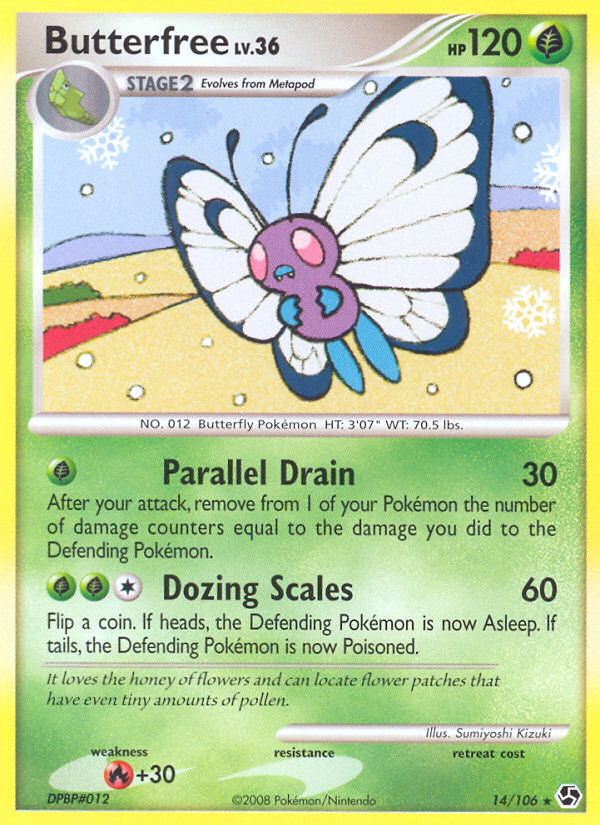 Butterfree LV.36 HP 120
STAGE2 Evolves from Metapod
NO. 012 Butterfly Pokémon HT: 3'07" WT: 70.5 lbs.
Parallel Drain 30
After your attack, remove from 1 of your Pokémon the number
of damage counters equal to the damage you did to the
Defending Pokémon.
Dozing Scales 60
Flip a coin. If heads, the Defending Pokémon is now Asleep. If
tails, the Defending Pokémon is now Poisoned.
It loves the honey of flowers and can locate flower patches that
have even tiny amounts of pollen.
Illus. Sumiyoshi Kizuki
weakness resistance retreat cost
+30
DPBP#012 ©2008 Pokémon/Nintendo 14/106 ★